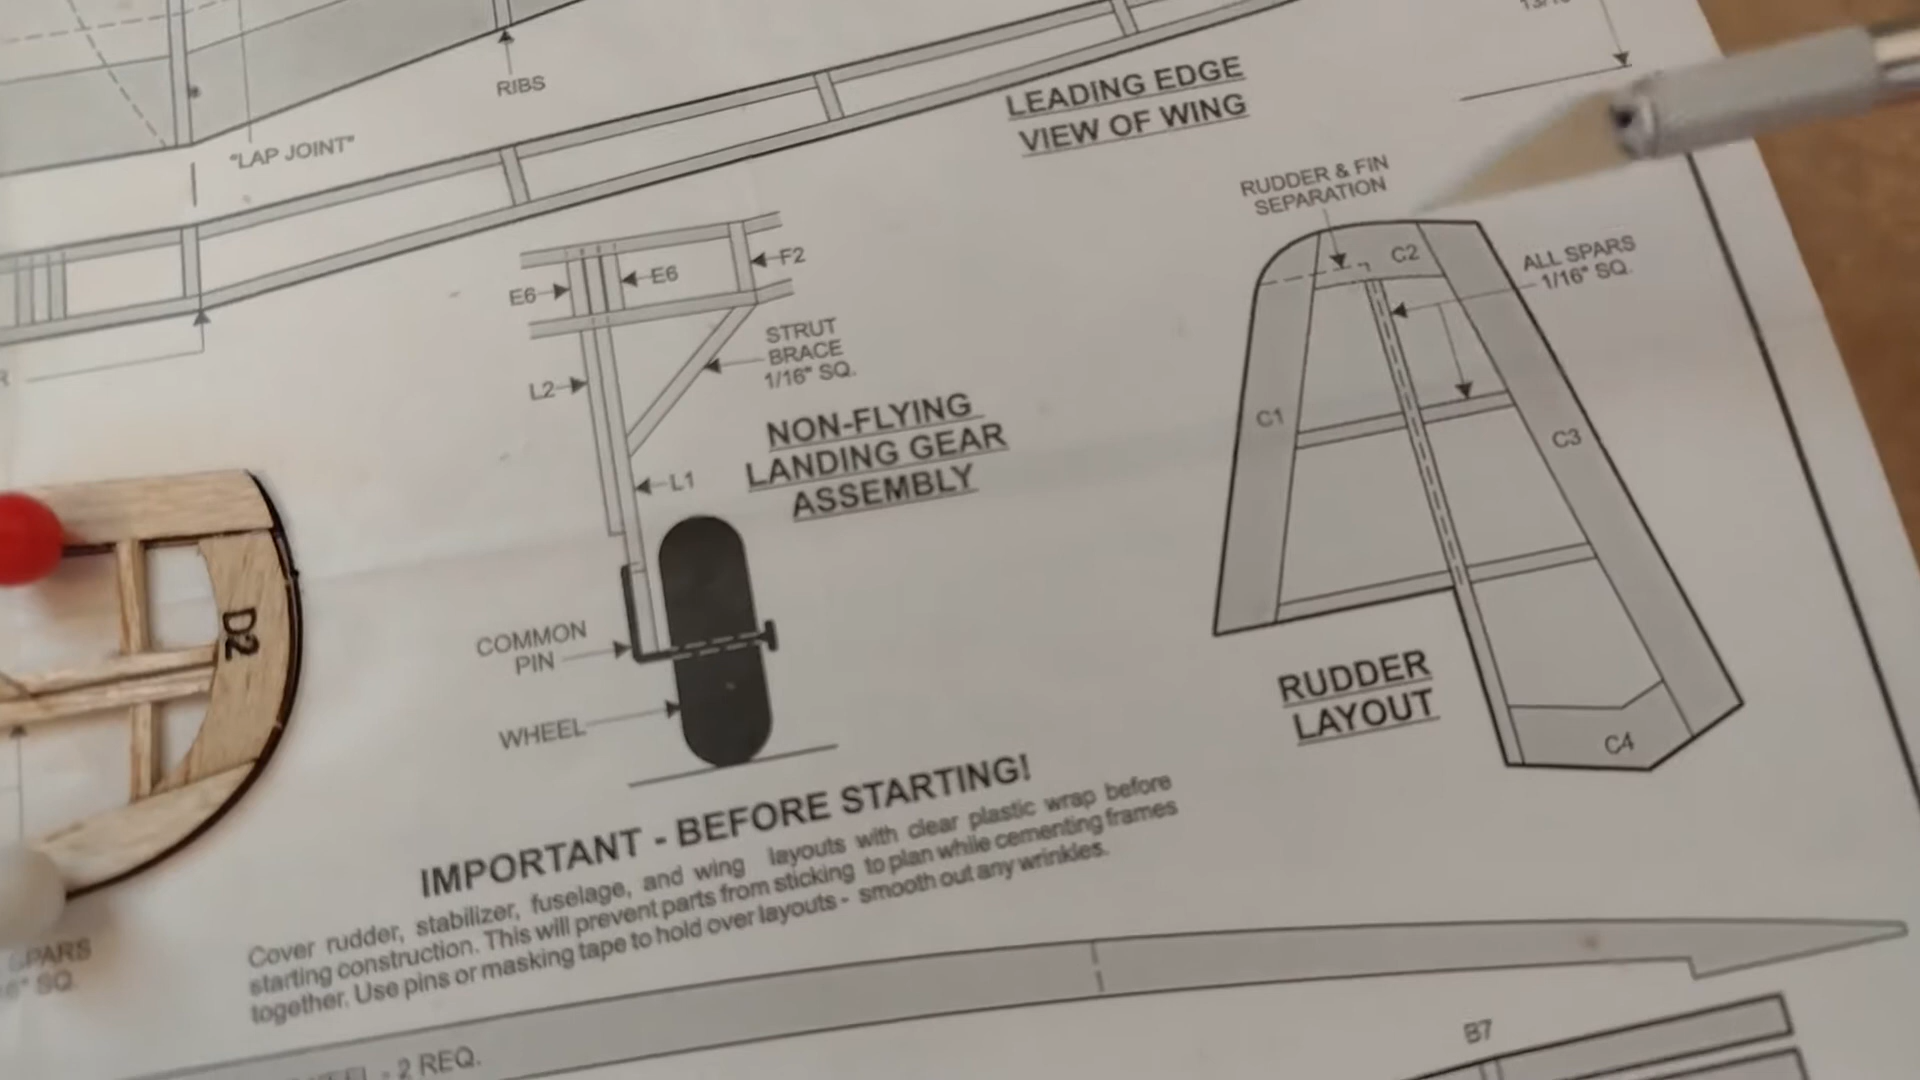 RIBS
"LAP JOINT"
LEADING EDGE
VIEW OF WING
RUDDER & FIN
SEPARATION
C2
ALL SPARS
1/16" SQ.
E6
E6
F2
STRUT
BRACE
1/16" SQ.
L2
NON-FLYING
LANDING GEAR
ASSEMBLY
L1
C1
C3
D2
COMMON
PIN
WHEEL
RUDDER
LAYOUT
C4
IMPORTANT - BEFORE STARTING!
Cover rudder, stabilizer, fuselage, and wing layouts with clear plastic wrap before
starting construction. This will prevent parts from sticking to plan while cementing frames
together. Use pins or masking tape to hold over layouts - smooth out any wrinkles.
SPARS
SQ.
B7
- 2 REQ.